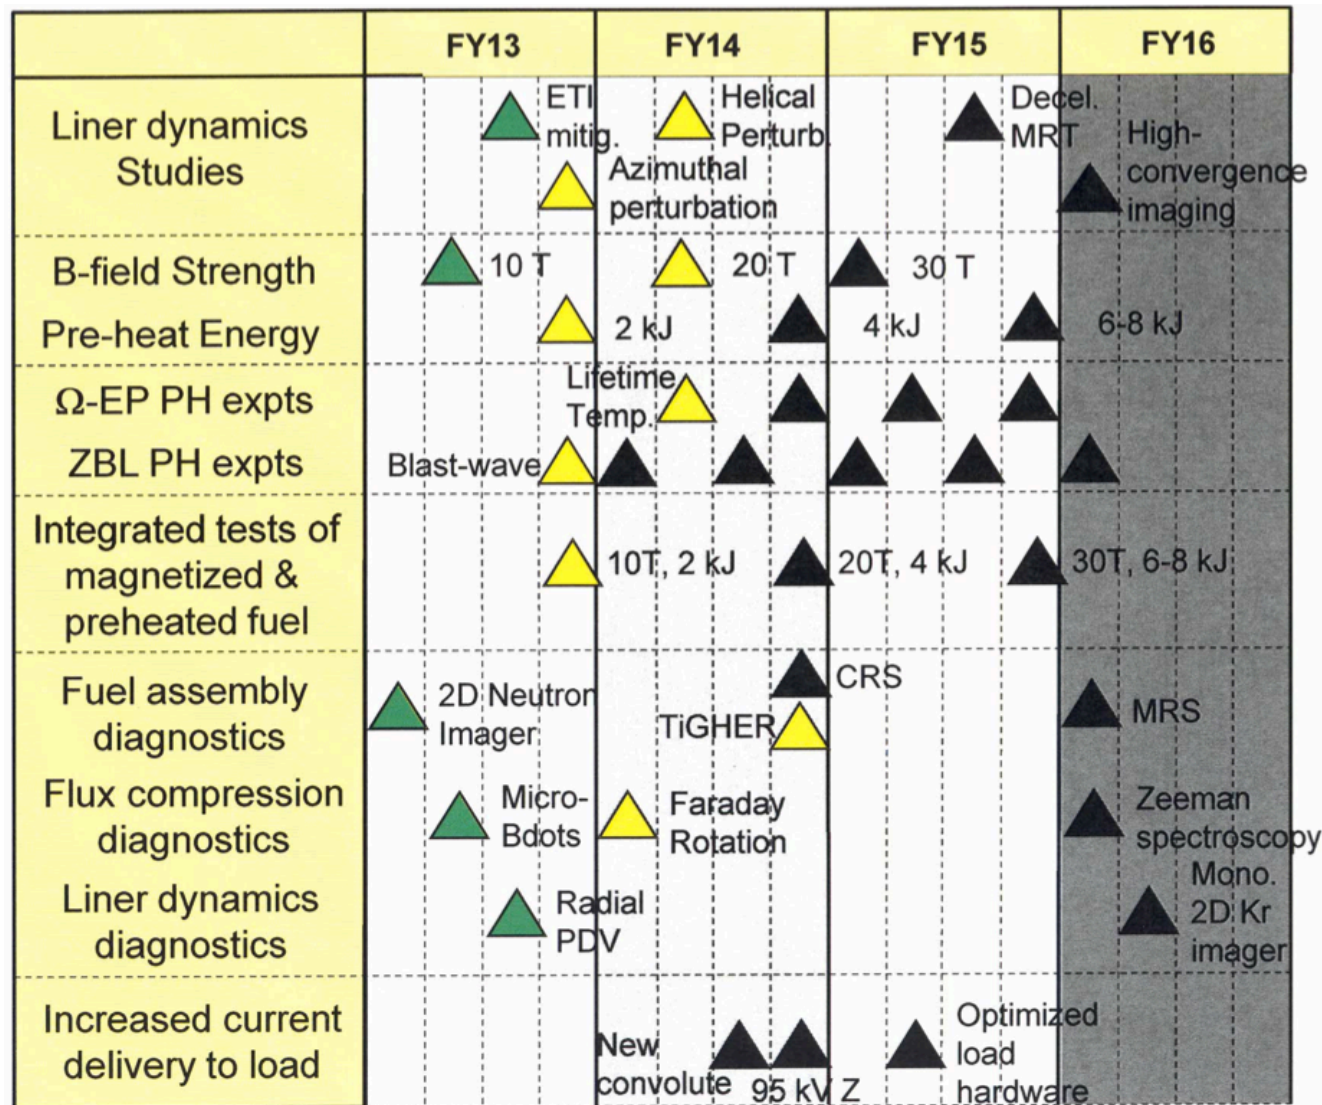 FY13 FY14 FY15 FY16
Liner dynamics
Studies
ETI
mitig.
Helical
Perturb.
Decel.
MRT
High-
convergence
imaging
Azimuthal
perturbation
B-field Strength
10 T
20 T
30 T
Pre-heat Energy
2 kJ
4 kJ
6-8 kJ
Ω-EP PH expts
Lifetime
Temp.
ZBL PH expts
Blast-wave
Integrated tests of
magnetized &
preheated fuel
10T, 2 kJ
20T, 4 kJ
30T, 6-8 kJ
Fuel assembly
diagnostics
2D Neutron
Imager
CRS
TiGHER
MRS
Flux compression
diagnostics
Micro-
Bdots
Faraday
Rotation
Zeeman
spectroscopy
Liner dynamics
diagnostics
Radial
PDV
Mono.
2D Kr
imager
Increased current
delivery to load
New
convolute
95 kV Z
Optimized
load
hardware